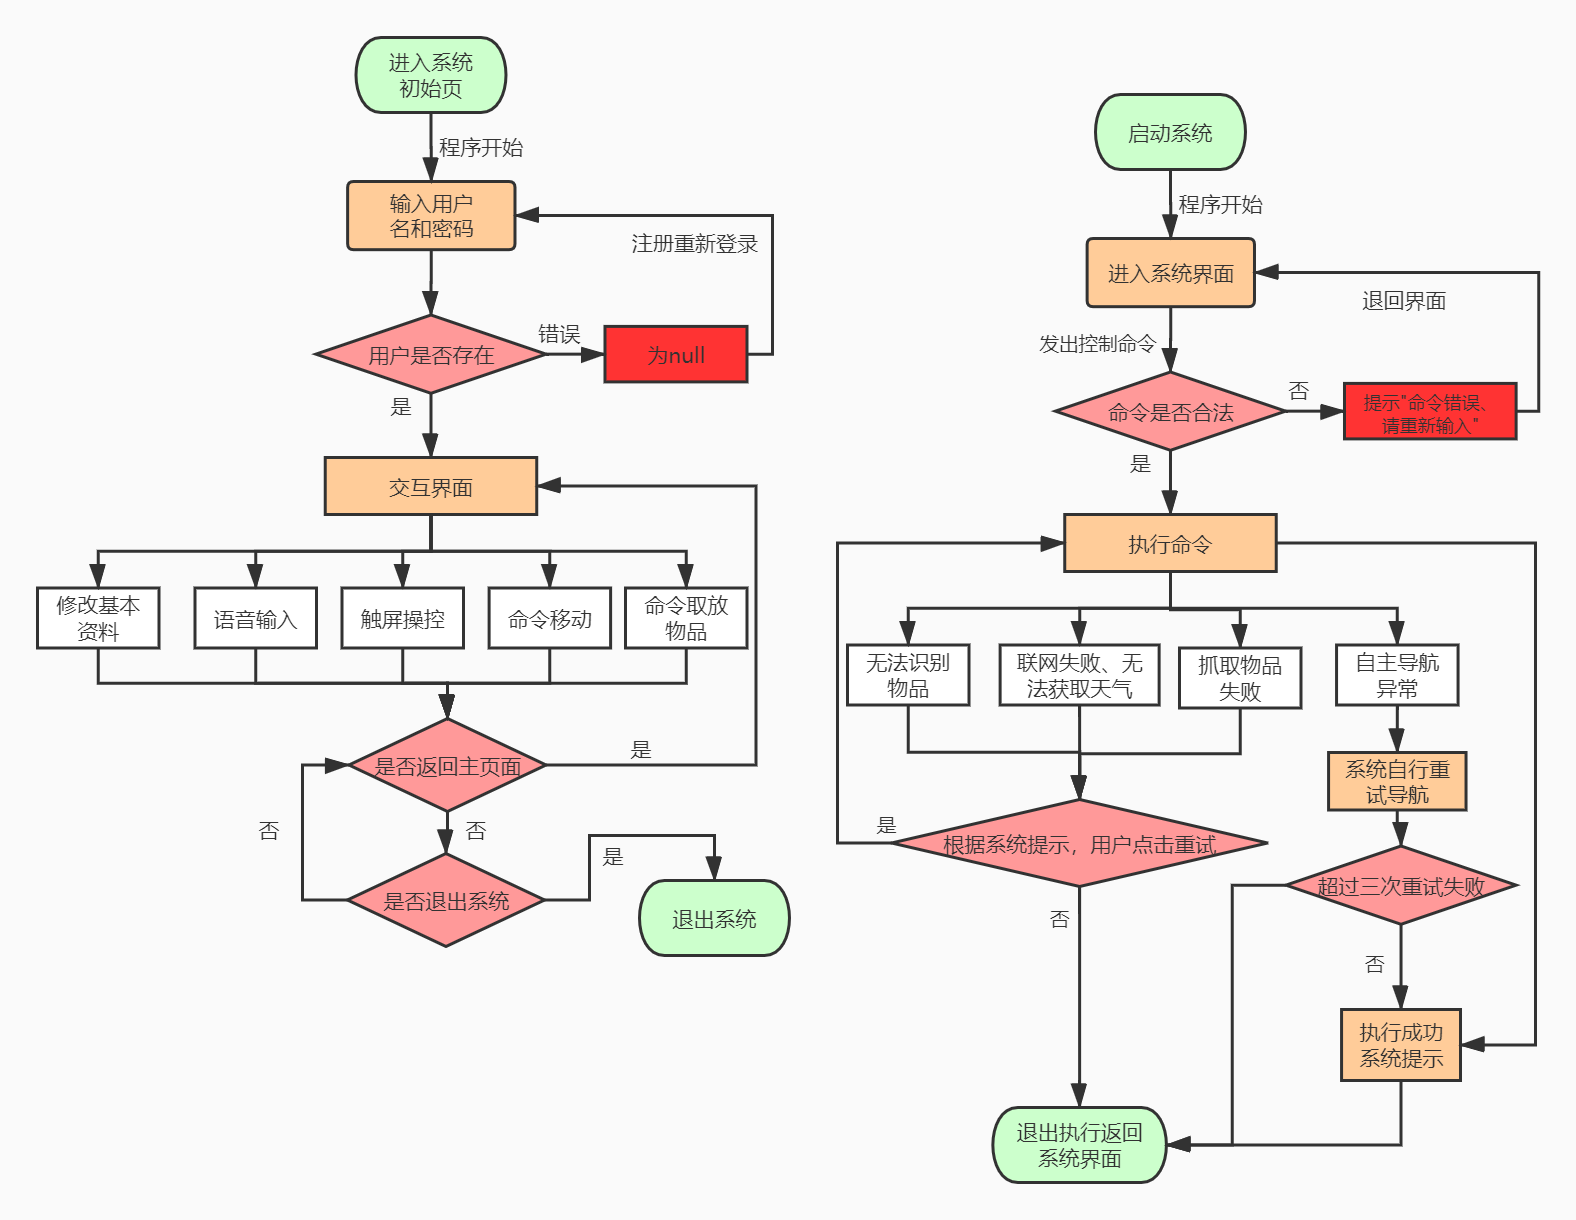 进入系统
初始页
程序开始
输入用户
名和密码
注册重新登录
用户是否存在
错误
为null
是
交互界面
修改基本
资料
语音输入
触屏操控
命令移动
命令取放
物品
是否返回主页面
是
否
否
是否退出系统
是
退出系统
启动系统
程序开始
进入系统界面
退回界面
发出控制命令
命令是否合法
否
提示"命令错误、
请重新输入"
是
执行命令
无法识别
物品
联网失败、无
法获取天气
抓取物品
失败
自主导航
异常
系统自行重
试导航
是
根据系统提示，用户点击重试
超过三次重试失败
否
否
执行成功
系统提示
退出执行返回
系统界面